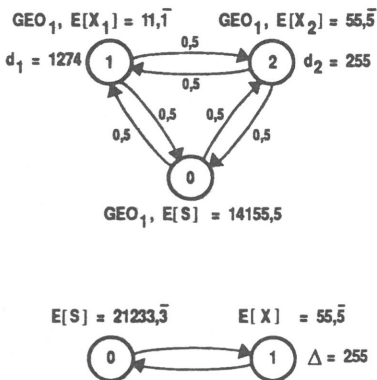 GEO₁, E[X₁] = 11,1̅ GEO₁, E[X₂] = 55,5̅
d₁ = 1274 1 0,5 2 d₂ = 255
0,5
0,5 0,5 0,5 0,5
0
GEO₁, E[S] = 14155,5
E[S] = 21233,3̅ E[X] = 55,5̅
0 1 Δ = 255